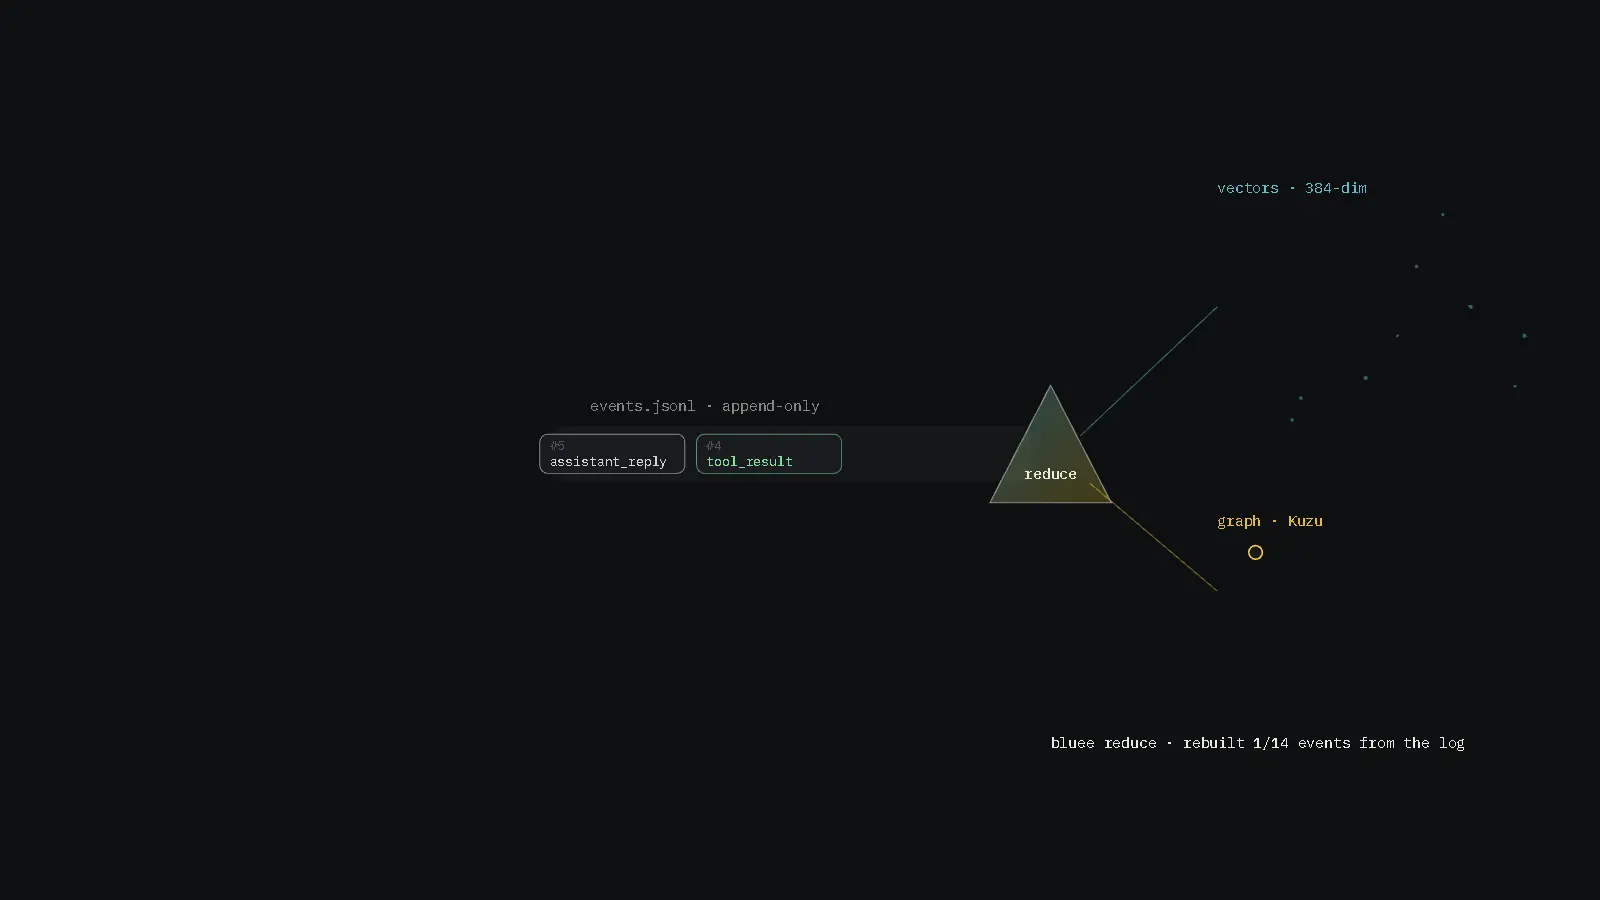 vectors · 384-dim
events.jsonl · append-only
#5
assistant_reply
#4
tool_result
reduce
graph · Kuzu
bluee reduce · rebuilt 1/14 events from the log